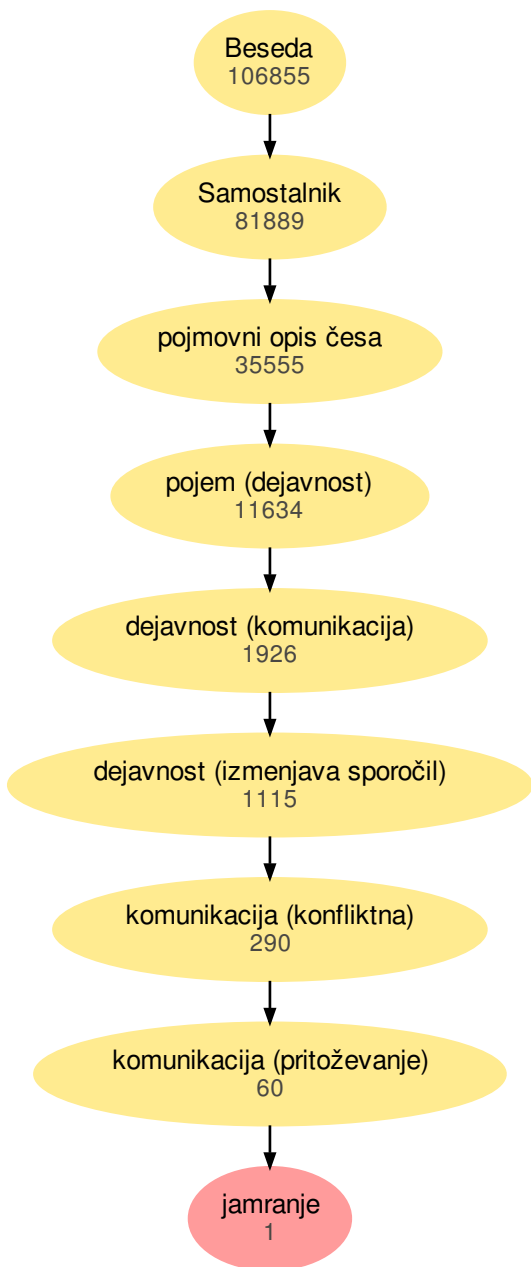 Beseda
106855
Samostalnik
81889
pojmovni opis česa
35555
pojem (dejavnost)
11634
dejavnost (komunikacija)
1926
dejavnost (izmenjava sporočil)
1115
komunikacija (konfliktna)
290
komunikacija (pritoževanje)
60
jamranje
1